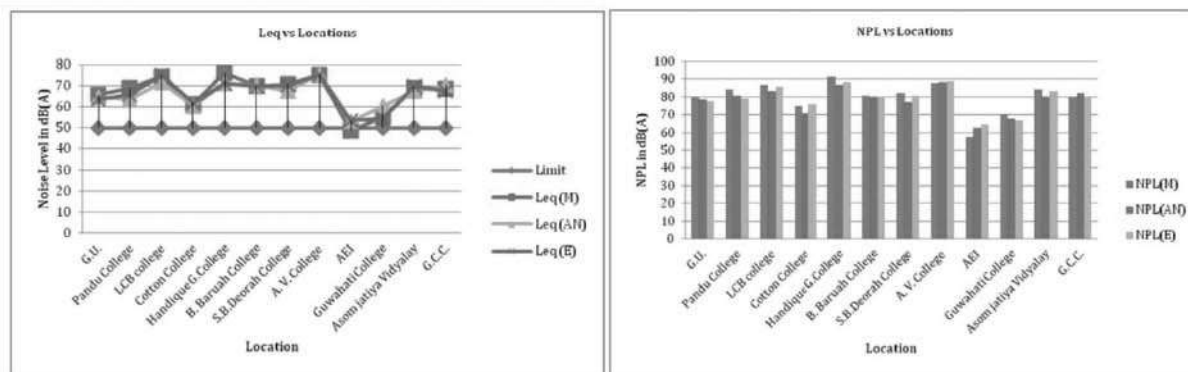 Leq vs Locations
Noise Level in dB(A)
80
70
60
50
40
30
20
10
0
G.U.
Pandu College
LCB college
Cotton College
Handique G.College
B. Baruah College
S.B.Deorah College
A. V. College
AEI
Guwahati College
Asom jatiya Vidyalay
G.C.C.
Location
Limit
Leq (M)
Leq (AN)
Leq (E)
NPL vs Locations
NPL in dB(A)
100
90
80
70
60
50
40
30
20
10
0
G.U.
Pandu College
LCB college
Cotton College
Handique G.College
B. Baruah College
S.B.Deorah College
A. V. College
AEI
Guwahati College
Asom jatiya Vidyalay
G.C.C.
Location
NPL(M)
NPL(AN)
NPL(E)